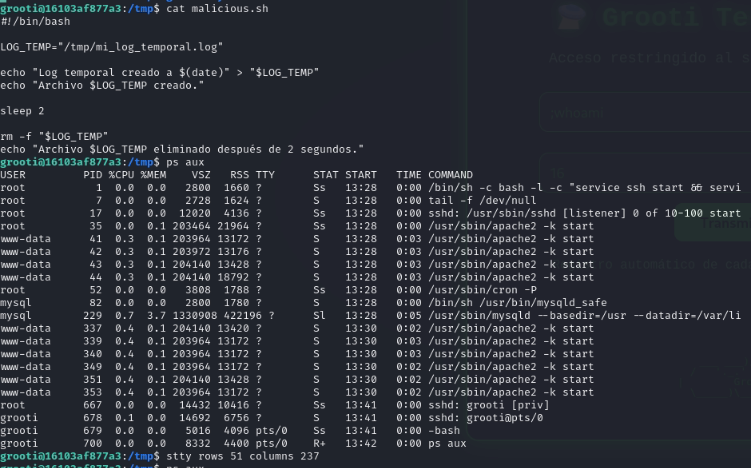 grooti@16103af877a3:/tmp$ cat malicious.sh
#!/bin/bash
LOG_TEMP="/tmp/mi_log_temporal.log"
echo "Log temporal creado a $(date)" > "$LOG_TEMP"
echo "Archivo $LOG_TEMP creado."
sleep 2
rm -f "$LOG_TEMP"
echo "Archivo $LOG_TEMP eliminado después de 2 segundos."
grooti@16103af877a3:/tmp$ ps aux
USER PID %CPU %MEM VSZ RSS TTY STAT START TIME COMMAND
root 1 0.0 0.0 2800 1660 ? Ss 13:28 0:00 /bin/sh -c bash -l -c "service ssh start && servi
root 7 0.0 0.0 2728 1624 ? S 13:28 0:00 tail -f /dev/null
root 17 0.0 0.0 12020 4136 ? Ss 13:28 0:00 sshd: /usr/sbin/sshd [listener] 0 of 10-100 start
root 35 0.0 0.1 203464 21964 ? Ss 13:28 0:00 /usr/sbin/apache2 -k start
www-data 41 0.3 0.1 203964 13172 ? S 13:28 0:03 /usr/sbin/apache2 -k start
www-data 42 0.3 0.1 203972 13176 ? S 13:28 0:03 /usr/sbin/apache2 -k start
www-data 43 0.3 0.1 204140 13428 ? S 13:28 0:03 /usr/sbin/apache2 -k start
www-data 44 0.3 0.1 204140 18792 ? S 13:28 0:03 /usr/sbin/apache2 -k start
root 52 0.0 0.0 3808 1788 ? Ss 13:28 0:00 /usr/sbin/cron -P
mysql 82 0.0 0.0 2800 1780 ? S 13:28 0:00 /bin/sh /usr/bin/mysqld_safe
mysql 229 0.7 3.7 1330908 422196 ? Sl 13:28 0:05 /usr/sbin/mysqld --basedir=/usr --datadir=/var/li
www-data 337 0.4 0.1 204140 13420 ? S 13:30 0:02 /usr/sbin/apache2 -k start
www-data 339 0.4 0.1 203964 13172 ? S 13:30 0:03 /usr/sbin/apache2 -k start
www-data 340 0.4 0.1 203964 13172 ? S 13:30 0:03 /usr/sbin/apache2 -k start
www-data 349 0.4 0.1 203964 13172 ? S 13:30 0:02 /usr/sbin/apache2 -k start
www-data 351 0.4 0.1 204140 13428 ? S 13:30 0:02 /usr/sbin/apache2 -k start
www-data 353 0.4 0.1 203964 13172 ? S 13:30 0:02 /usr/sbin/apache2 -k start
root 667 0.0 0.0 14432 10416 ? Ss 13:41 0:00 sshd: grooti [priv]
grooti 678 0.1 0.0 14692 6756 ? S 13:41 0:00 sshd: grooti@pts/0
grooti 679 0.0 0.0 5016 4096 pts/0 Ss 13:41 0:00 -bash
grooti 700 0.0 0.0 8332 4400 pts/0 R+ 13:42 0:00 ps aux
grooti@16103af877a3:/tmp$ stty rows 51 columns 237
grooti@16103af877a3:/tmp$ ps aux
Grooti Te
Acceso restringido al s